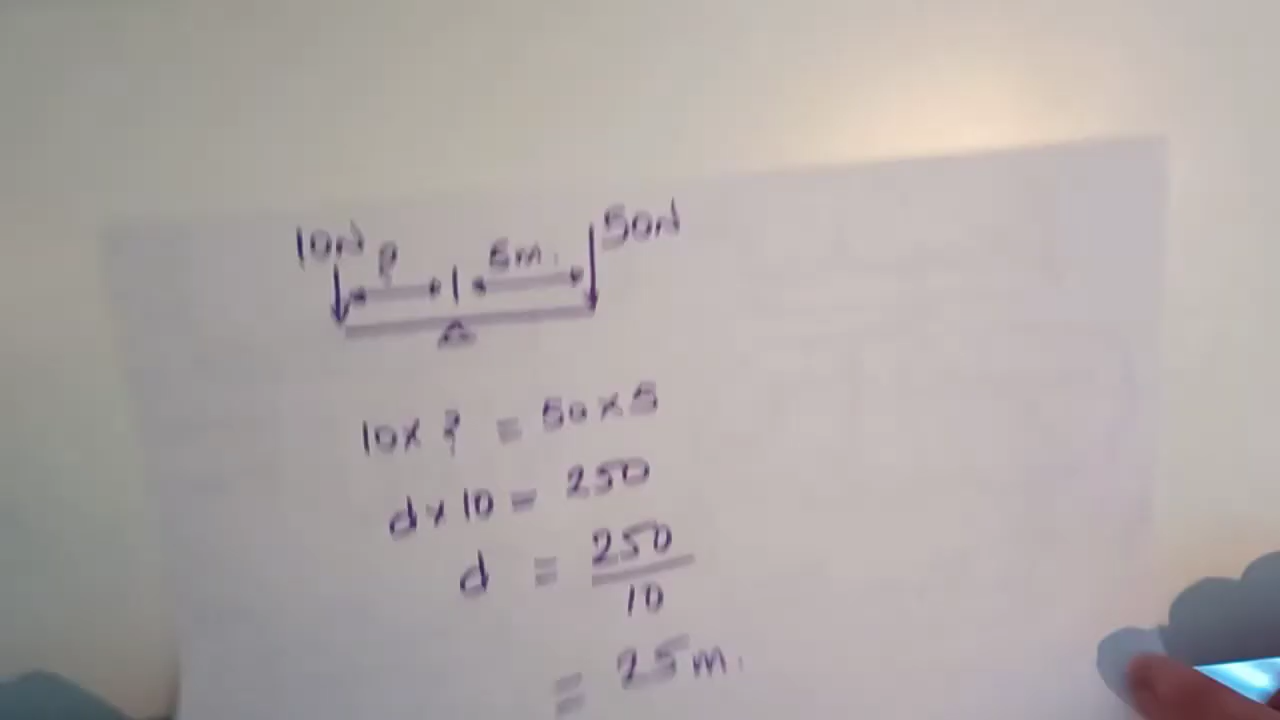 10N ? 5m. 50N
10 x ? = 50 x 5
d x 10 = 250
d = 250/10
= 25m.